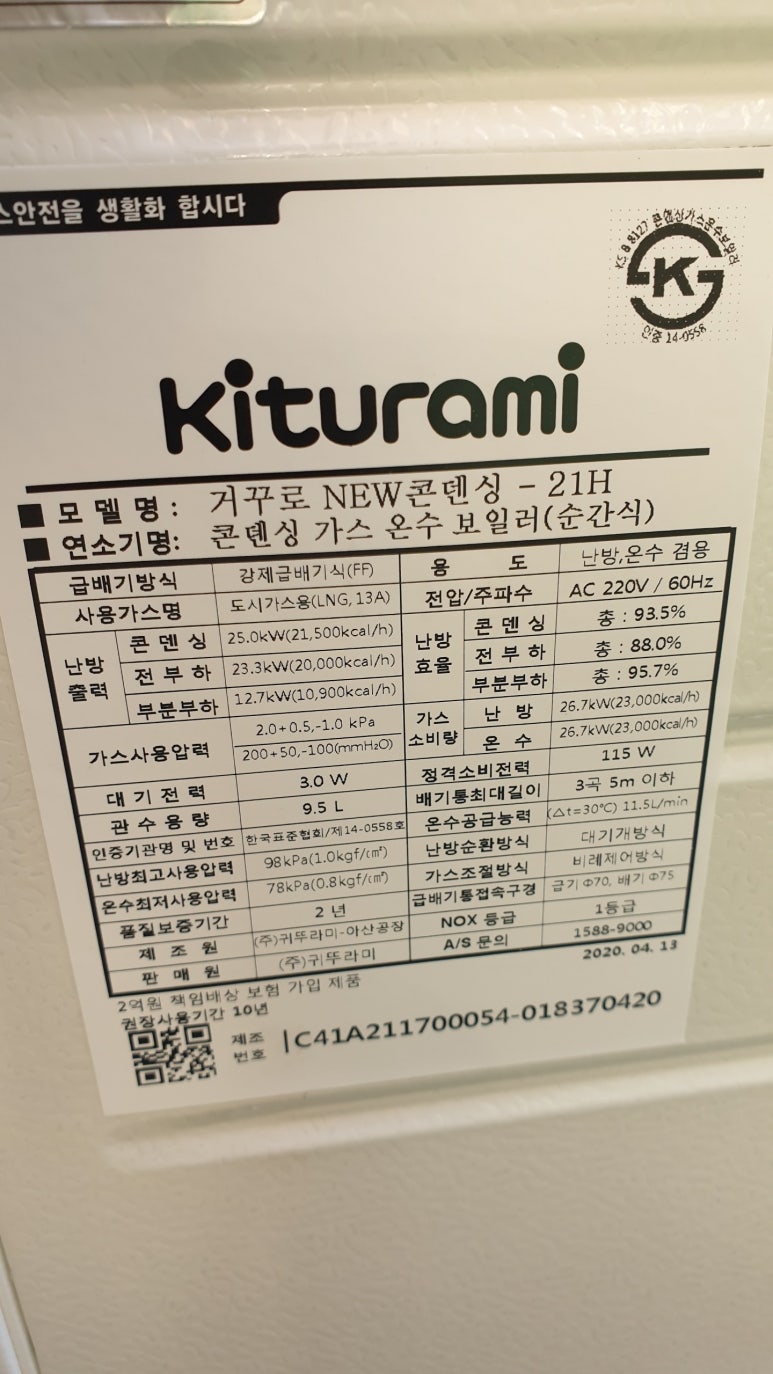 스안전을 생활화 합시다
KS B 8127 콘덴싱가스온수보일러
인증 14-0558
Kiturami
■ 모 델 명 : 거꾸로 NEW콘덴싱 - 21H
■ 연소기명: 콘덴싱 가스 온수 보일러(순간식)
급배기방식 강제급배기식(FF) 용 도 난방,온수 겸용
사용가스명 도시가스용(LNG, 13A) 전압/주파수 AC 220V / 60Hz
난방 출력 콘 덴 싱 25.0kW(21,500kcal/h) 난방 효율 콘 덴 싱 총 : 93.5%
전 부 하 23.3kW(20,000kcal/h) 전 부 하 총 : 88.0%
부분부하 12.7kW(10,900kcal/h) 부분부하 총 : 95.7%
가스사용압력 2.0+0.5,-1.0 kPa 가스 소비량 난 방 26.7kW(23,000kcal/h)
200+50,-100(mmH₂O) 온 수 26.7kW(23,000kcal/h)
대 기 전 력 3.0 W 정격소비전력 115 W
관 수 용 량 9.5 L 배기통최대길이 3곡 5m 이하
인증기관명 및 번호 한국표준협회/제14-0558호 온수공급능력 (Δt=30℃) 11.5L/min
난방최고사용압력 98kPa(1.0kgf/㎠) 난방순환방식 대기개방식
온수최저사용압력 78kPa(0.8kgf/㎠) 가스조절방식 비례제어방식
품질보증기간 2 년 급배기통접속구경 급기 Φ70, 배기 Φ75
제 조 원 (주)귀뚜라미-아산공장 NOX 등급 1등급
판 매 원 (주)귀뚜라미 A/S 문의 1588-9000
2020. 04. 13
2억원 책임배상 보험 가입 제품
권장사용기간 10년
제조 번호 |C41A211700054-018370420